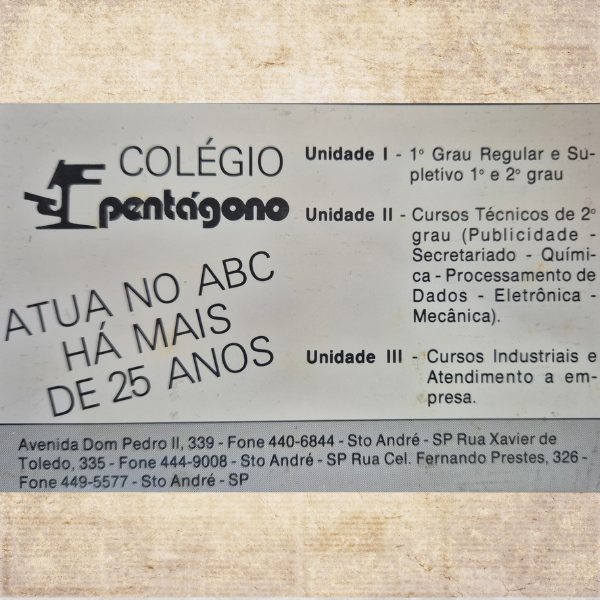 COLÉGIO
pentágono
ATUA NO ABC
HÁ MAIS
DE 25 ANOS
Unidade I - 1º Grau Regular e Su-
pletivo 1º e 2º grau
Unidade II - Cursos Técnicos de 2º
grau (Publicidade -
Secretariado - Quími-
ca - Processamento de
Dados - Eletrônica -
Mecânica).
Unidade III - Cursos Industriais e
Atendimento a em-
presa.
Avenida Dom Pedro II, 339 - Fone 440-6844 - Sto André - SP Rua Xavier de
Toledo, 335 - Fone 444-9008 - Sto André - SP Rua Cel. Fernando Prestes, 326 -
Fone 449-5577 - Sto André - SP